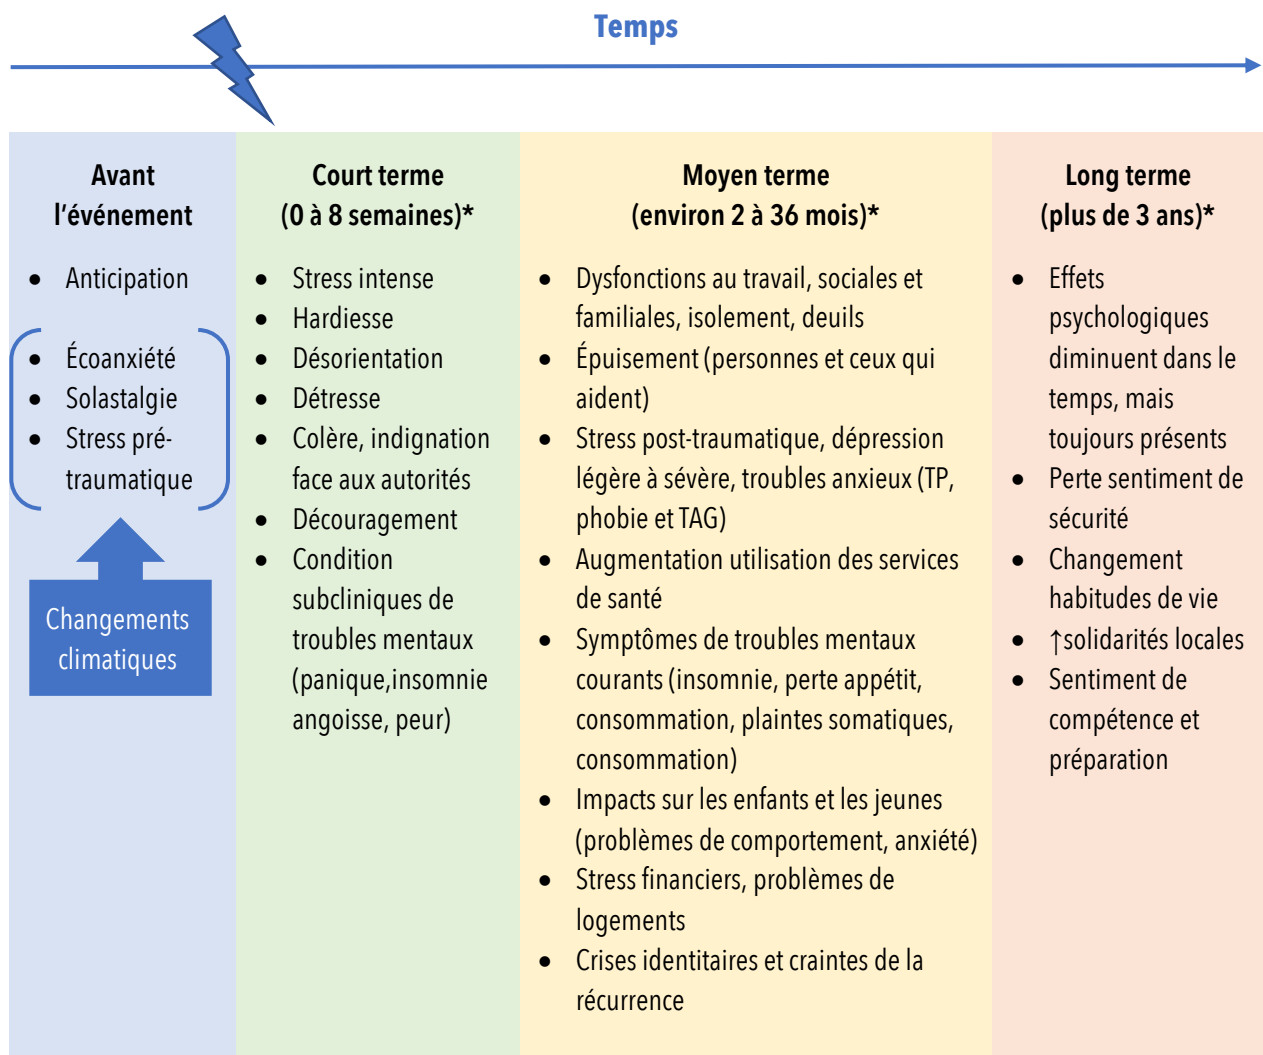 Temps
Avant
l'événement
• Anticipation
• Écoanxiété
• Solastalgie
• Stress pré-
traumatique
Changements
climatiques
Court terme
(0 à 8 semaines)*
• Stress intense
• Hardiesse
• Désorientation
• Détresse
• Colère, indignation
face aux autorités
• Découragement
• Condition
subcliniques de
troubles mentaux
(panique,insomnie
angoisse, peur)
Moyen terme
(environ 2 à 36 mois)*
• Dysfonctions au travail, sociales et
familiales, isolement, deuils
• Épuisement (personnes et ceux qui
aident)
• Stress post-traumatique, dépression
légère à sévère, troubles anxieux (TP,
phobie et TAG)
• Augmentation utilisation des services
de santé
• Symptômes de troubles mentaux
courants (insomnie, perte appétit,
consommation, plaintes somatiques,
consommation)
• Impacts sur les enfants et les jeunes
(problèmes de comportement, anxiété)
• Stress financiers, problèmes de
logements
• Crises identitaires et craintes de la
récurrence
Long terme
(plus de 3 ans)*
• Effets
psychologiques
diminuent dans le
temps, mais
toujours présents
• Perte sentiment de
sécurité
• Changement
habitudes de vie
• ↑solidarités locales
• Sentiment de
compétence et
préparation